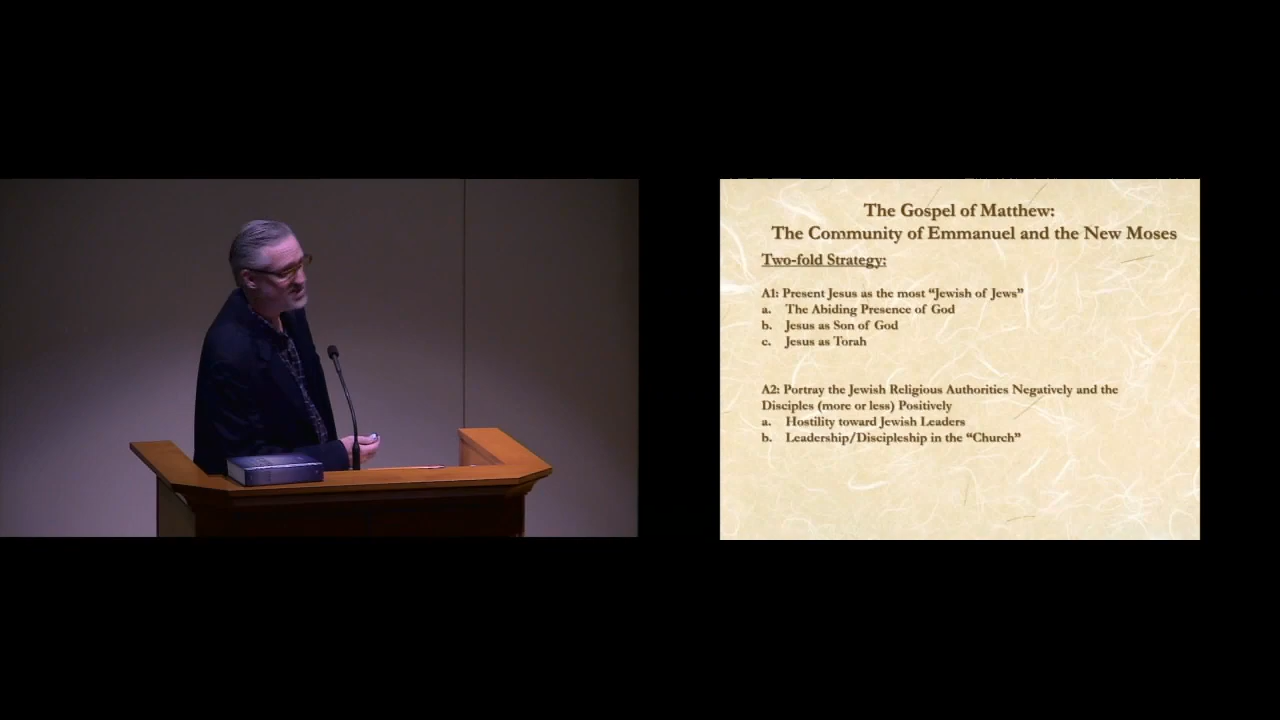 The Gospel of Matthew:
The Community of Emmanuel and the New Moses
Two-fold Strategy:
A1: Present Jesus as the most “Jewish of Jews”
a. The Abiding Presence of God
b. Jesus as Son of God
c. Jesus as Torah
A2: Portray the Jewish Religious Authorities Negatively and the
Disciples (more or less) Positively
a. Hostility toward Jewish Leaders
b. Leadership/Discipleship in the “Church”